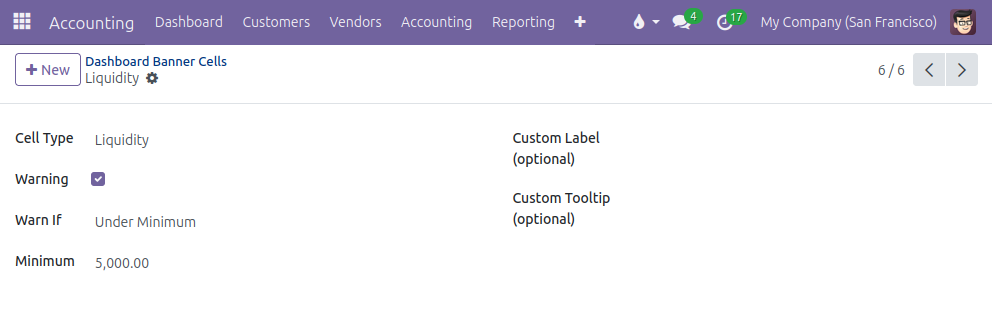 Accounting Dashboard Customers Vendors Accounting Reporting 4 17 My Company (San Francisco)
New Dashboard Banner Cells
Liquidity 6 / 6
Cell Type Liquidity Custom Label
(optional)
Warning
Custom Tooltip
Warn If Under Minimum (optional)
Minimum 5,000.00